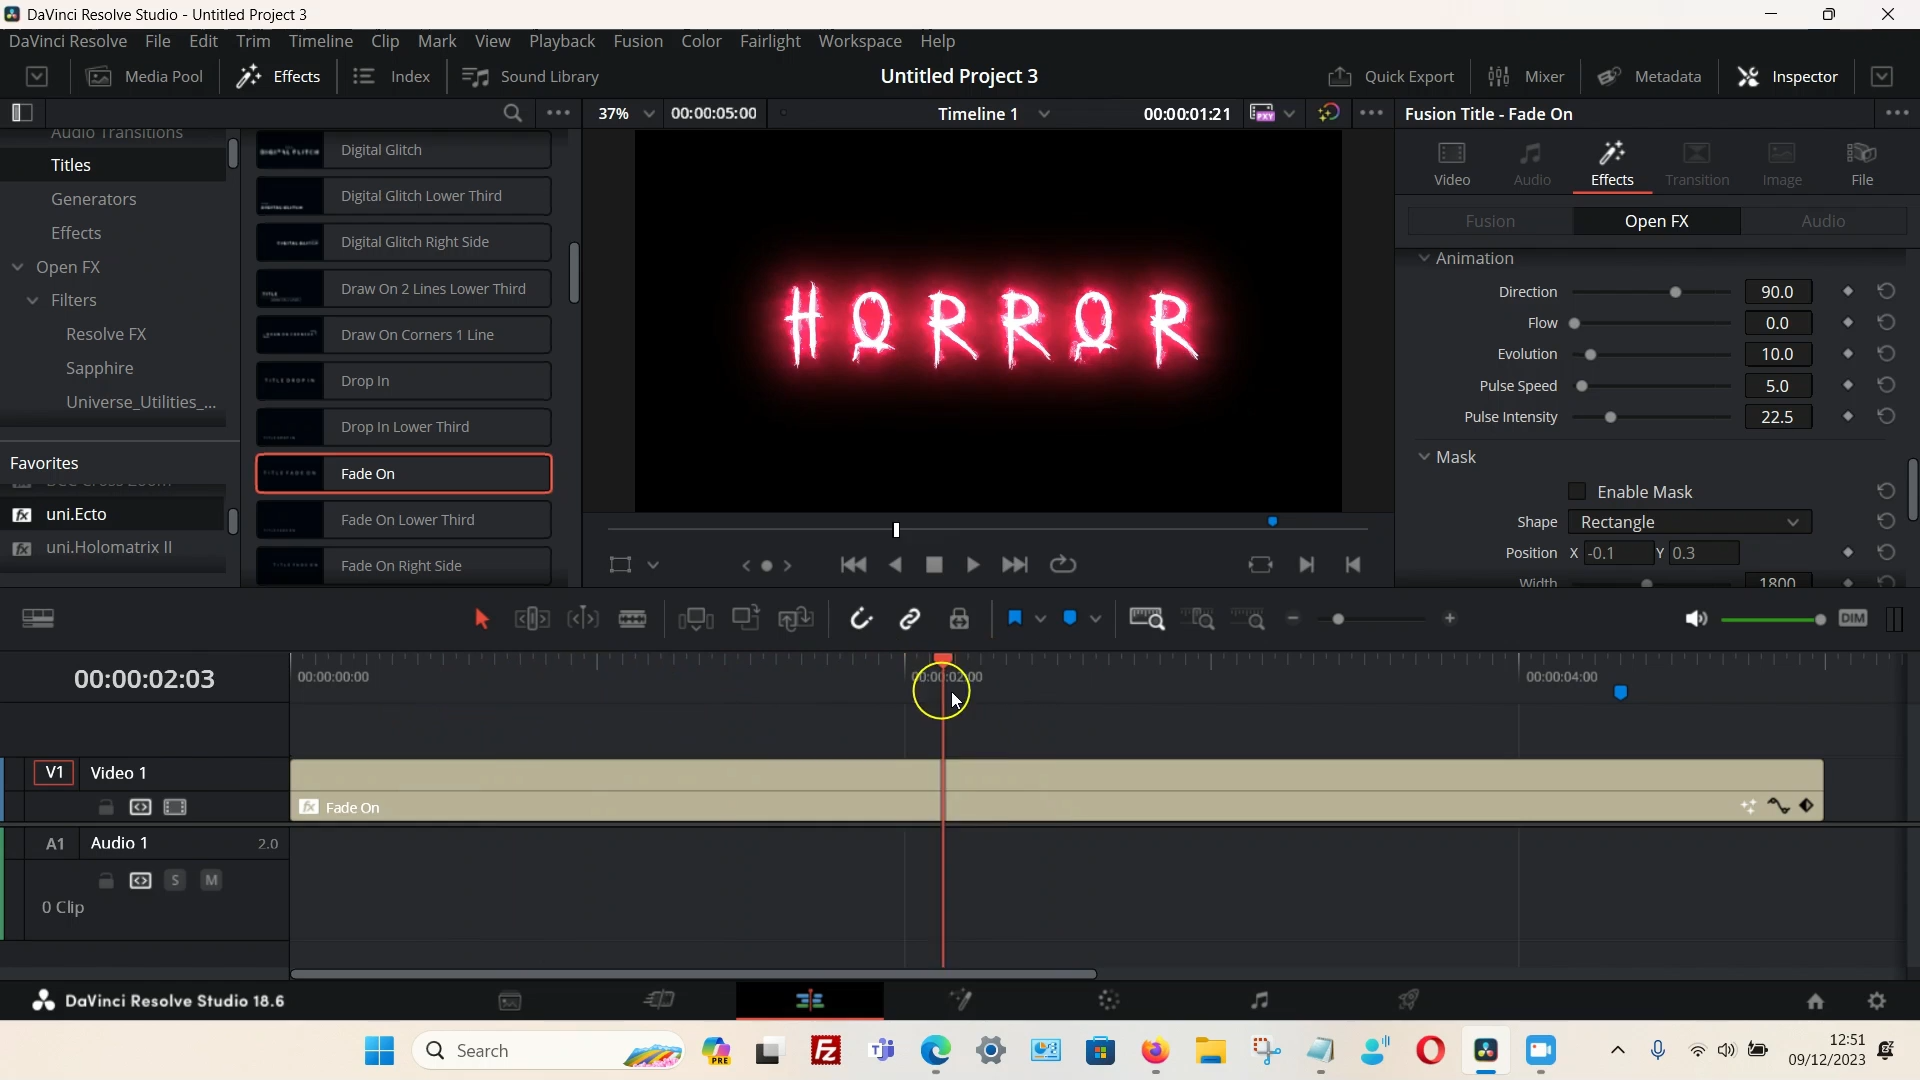 DaVinci Resolve Studio - Untitled Project 3
DaVinci Resolve File Edit Trim Timeline Clip Mark View Playback Fusion Color Fairlight Workspace Help
Media Pool Effects Index Sound Library Untitled Project 3 Quick Export Mixer Metadata Inspector
37% 00:00:05:00 Timeline 1 00:00:01:21 Fusion Title - Fade On
Audio Transitions
Titles
Generators
Effects
Open FX
Filters
Resolve FX
Sapphire
Universe_Utilities_...
Favorites
uni.Ecto
uni.Holomatrix II
Digital Glitch
Digital Glitch Lower Third
Digital Glitch Right Side
Draw On 2 Lines Lower Third
Draw On Corners 1 Line
Drop In
Drop In Lower Third
Fade On
Fade On Lower Third
Fade On Right Side
HORROR
Video Audio Effects Transition Image File
Fusion Open FX Audio
Animation
Direction 90.0
Flow 0.0
Evolution 10.0
Pulse Speed 5.0
Pulse Intensity 22.5
Mask
Enable Mask
Shape Rectangle
Position X -0.1 Y 0.3
Width 1800
DIM
00:00:02:03 00:00:00:00 00:00:02:00 00:00:04:00
V1 Video 1
Fade On
A1 Audio 1 2.0
S M
0 Clip
DaVinci Resolve Studio 18.6
Search
PRE
12:51
09/12/2023